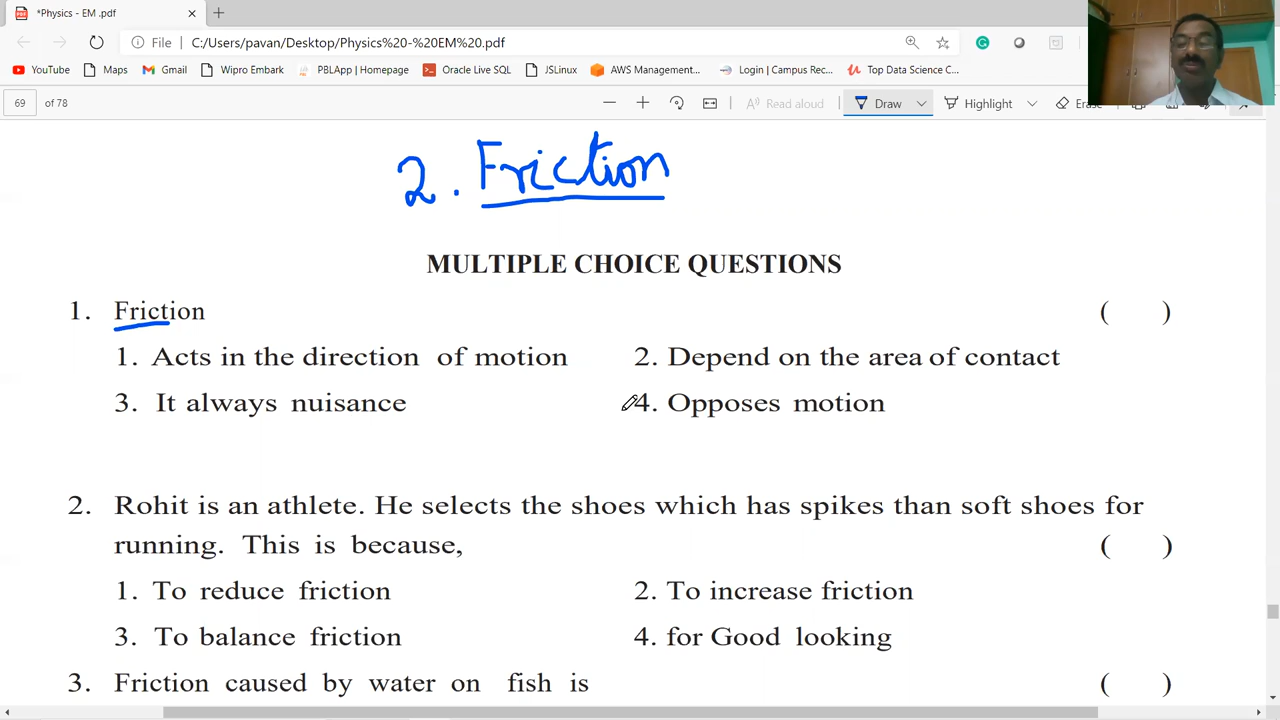 *Physics - EM .pdf
File C:/Users/pavan/Desktop/Physics%20-%20EM%20.pdf
YouTube Maps Gmail Wipro Embark PBLApp | Homepage Oracle Live SQL JSLinux AWS Management... Login | Campus Rec... Top Data Science C...
69 of 78 Read aloud Draw Highlight Erase
2. Friction
MULTIPLE CHOICE QUESTIONS
1. Friction ( )
1. Acts in the direction of motion 2. Depend on the area of contact
3. It always nuisance 4. Opposes motion
2. Rohit is an athlete. He selects the shoes which has spikes than soft shoes for
running. This is because, ( )
1. To reduce friction 2. To increase friction
3. To balance friction 4. for Good looking
3. Friction caused by water on fish is ( )